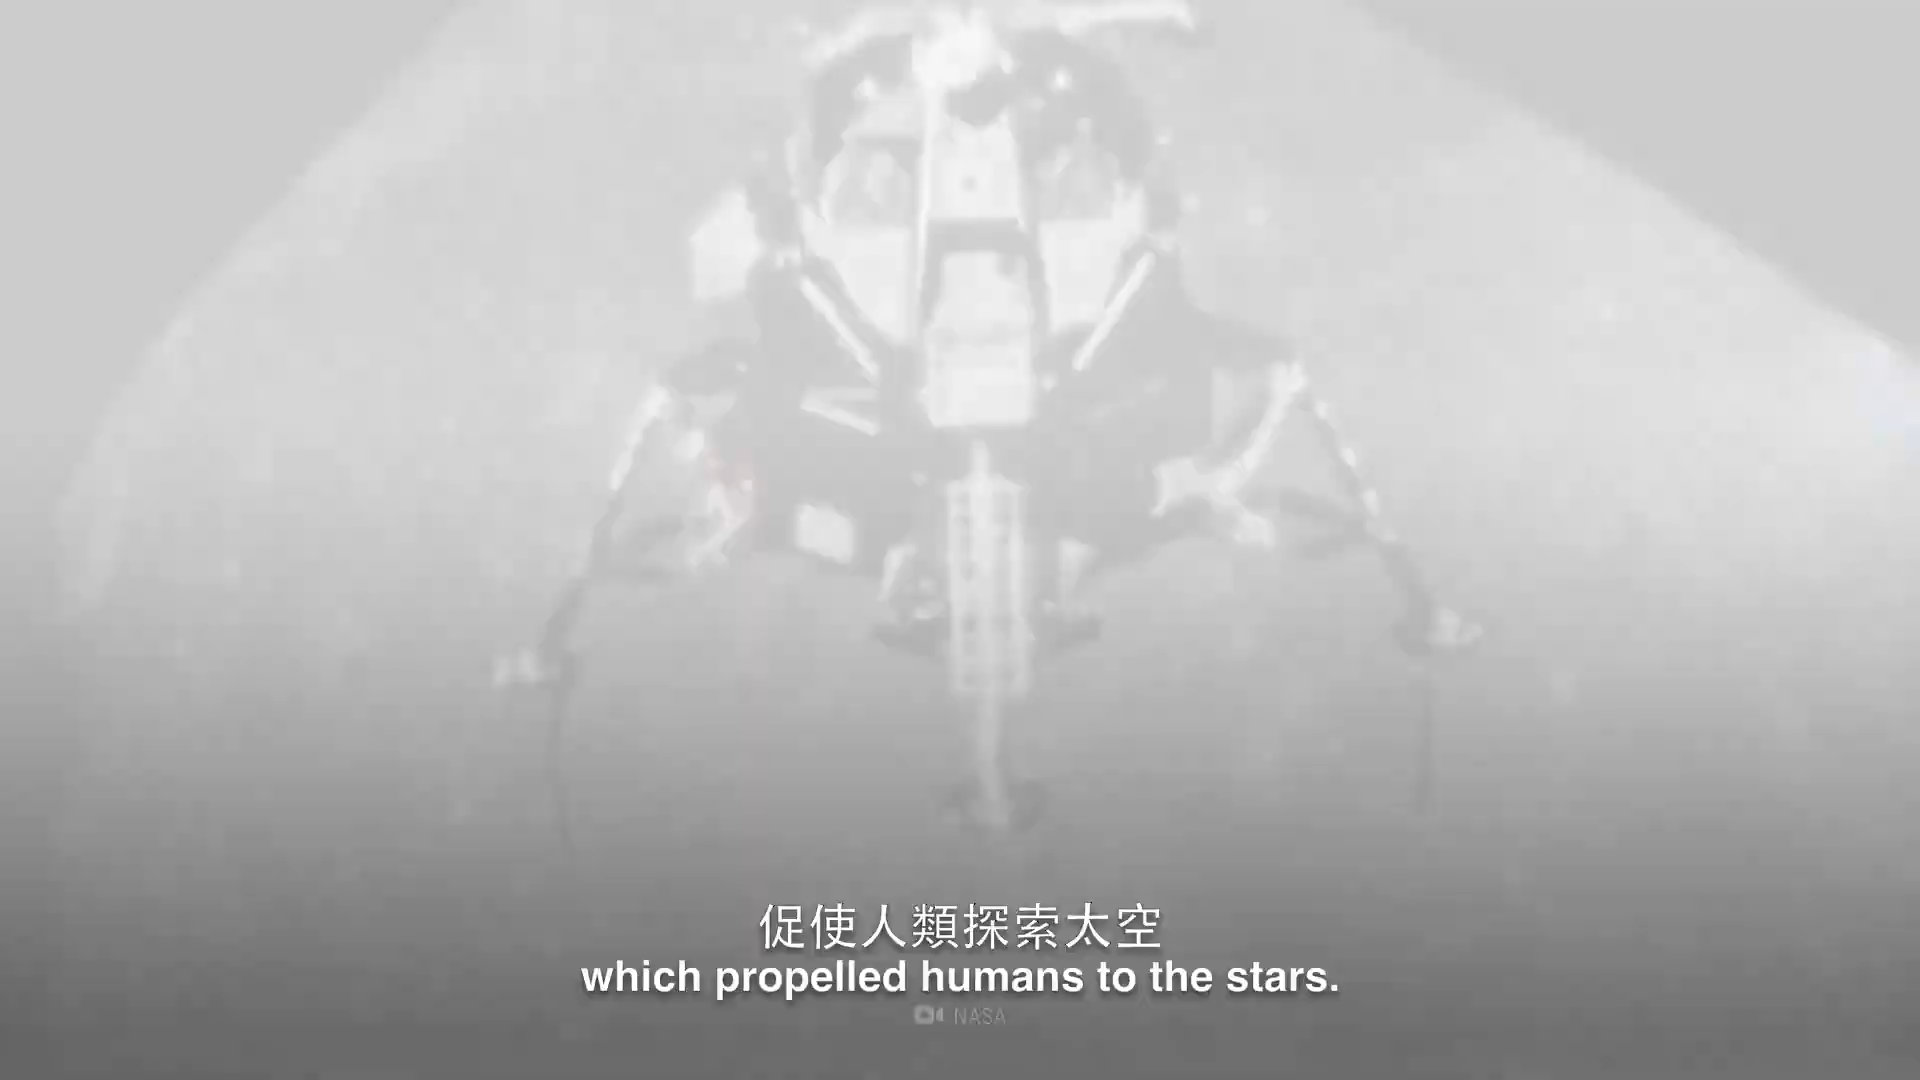 促使人類探索太空
which propelled humans to the stars.
NASA